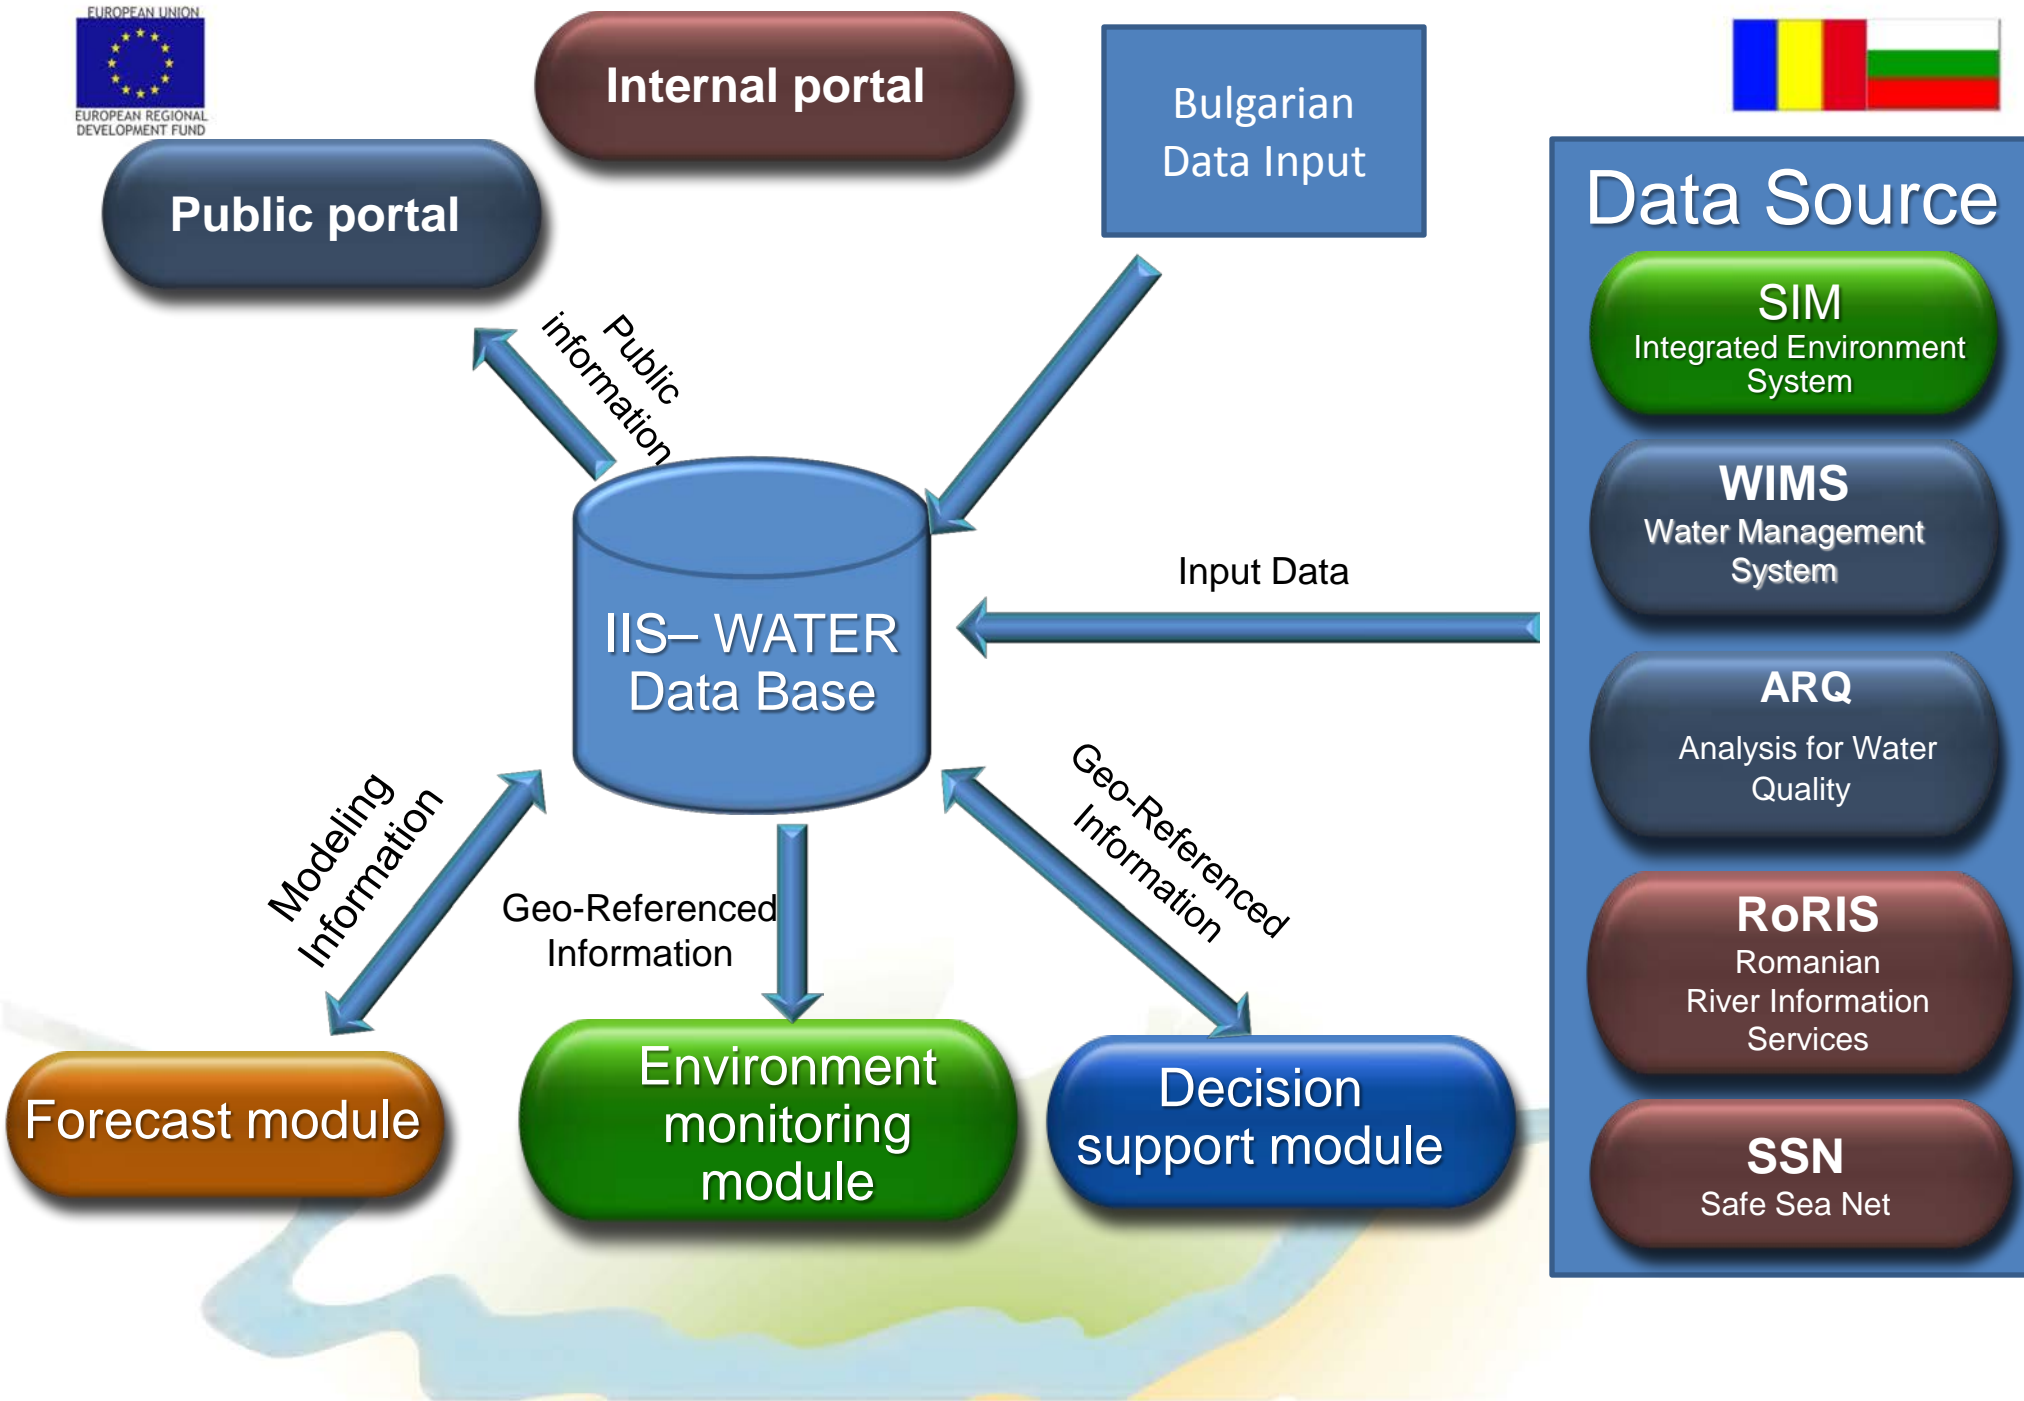 EUROPEAN UNION
EUROPEAN REGIONAL
DEVELOPMENT FUND
Internal portal
Public portal
Bulgarian
Data Input
Data Source
SIM
Integrated Environment
System
WIMS
Water Management
System
ARQ
Analysis for Water
Quality
RoRIS
Romanian
River Information
Services
SSN
Safe Sea Net
Public
information
Input Data
IIS– WATER
Data Base
Modeling
Information
Geo-Referenced
Information
Geo-Referenced
Information
Forecast module
Environment
monitoring
module
Decision
support module